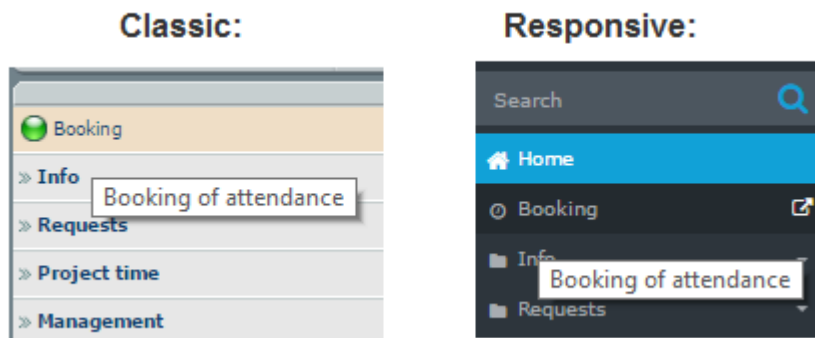 Classic:
Booking
» Info
Booking of attendance
» Requests
» Project time
» Management
Responsive:
Search
Home
Booking
Info
Booking of attendance
Requests